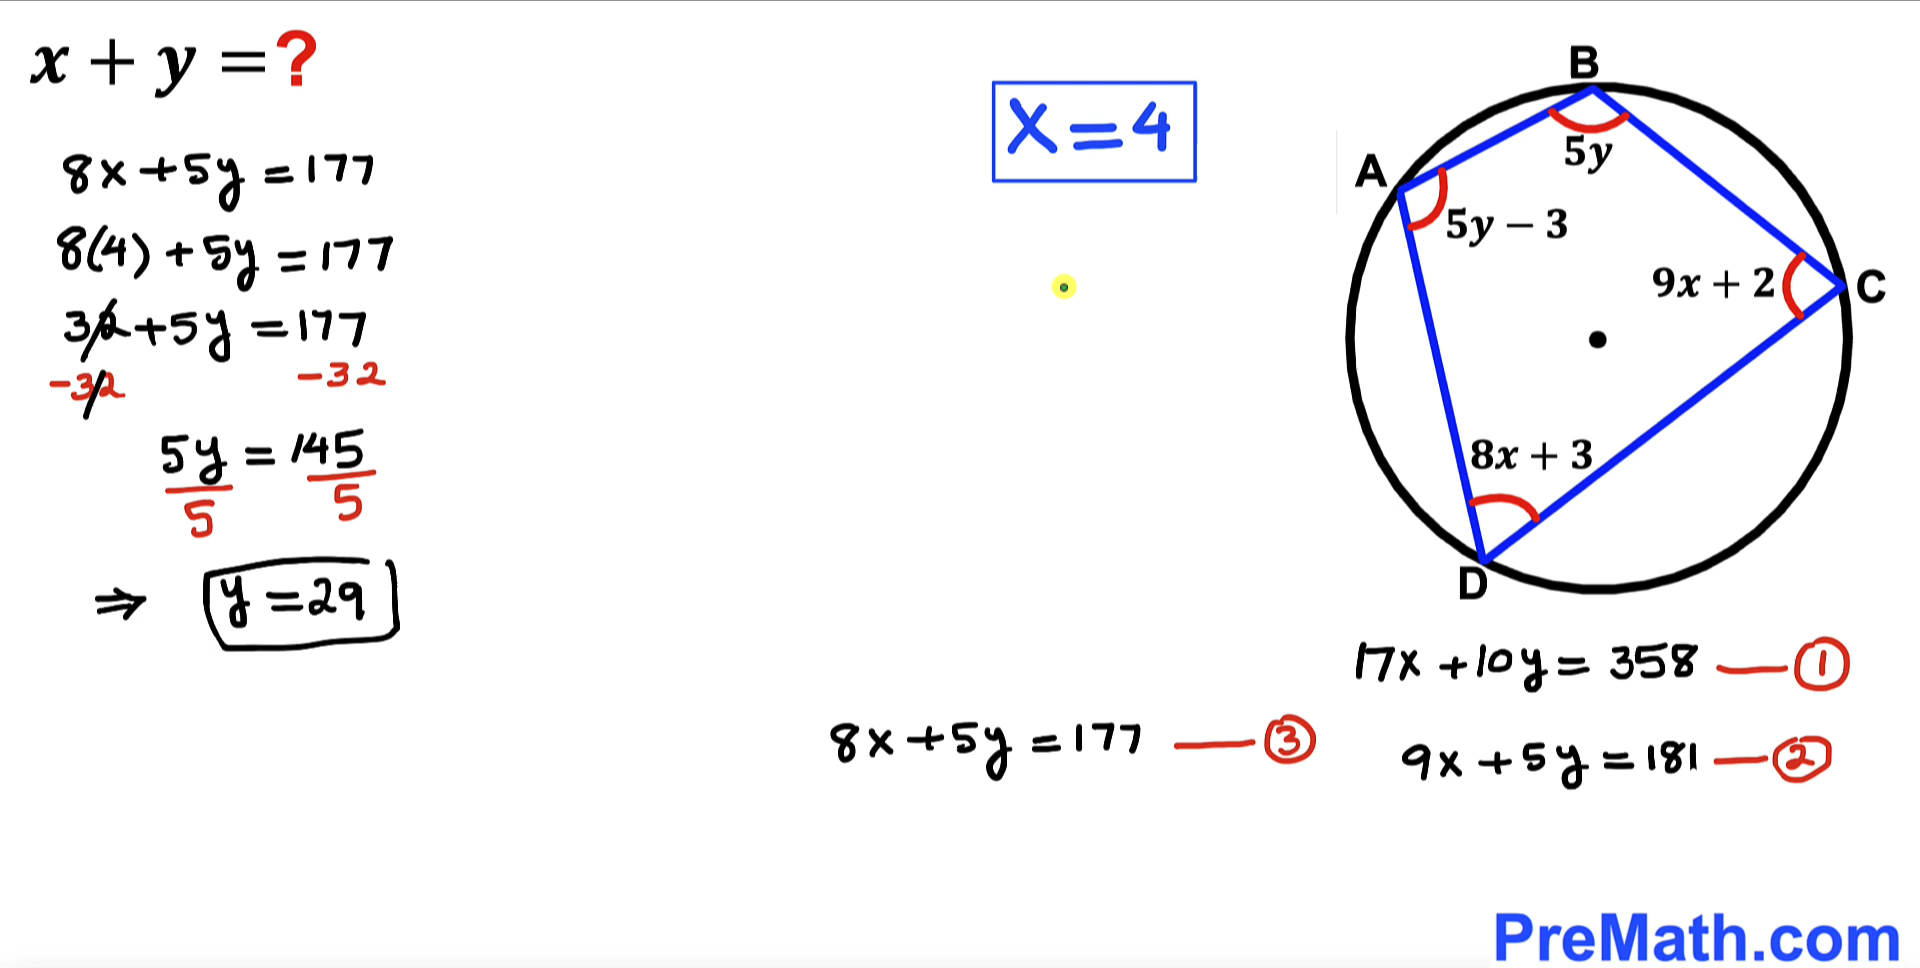 x + y = ?
8x + 5y = 177
8(4) + 5y = 177
32 + 5y = 177
-32 -32
5y = 145
5 5
⇒ y = 29
X = 4
B
5y
A
5y − 3
9x + 2
C
8x + 3
D
17x + 10y = 358 — 1
8x + 5y = 177 — 3
9x + 5y = 181 — 2
PreMath.com